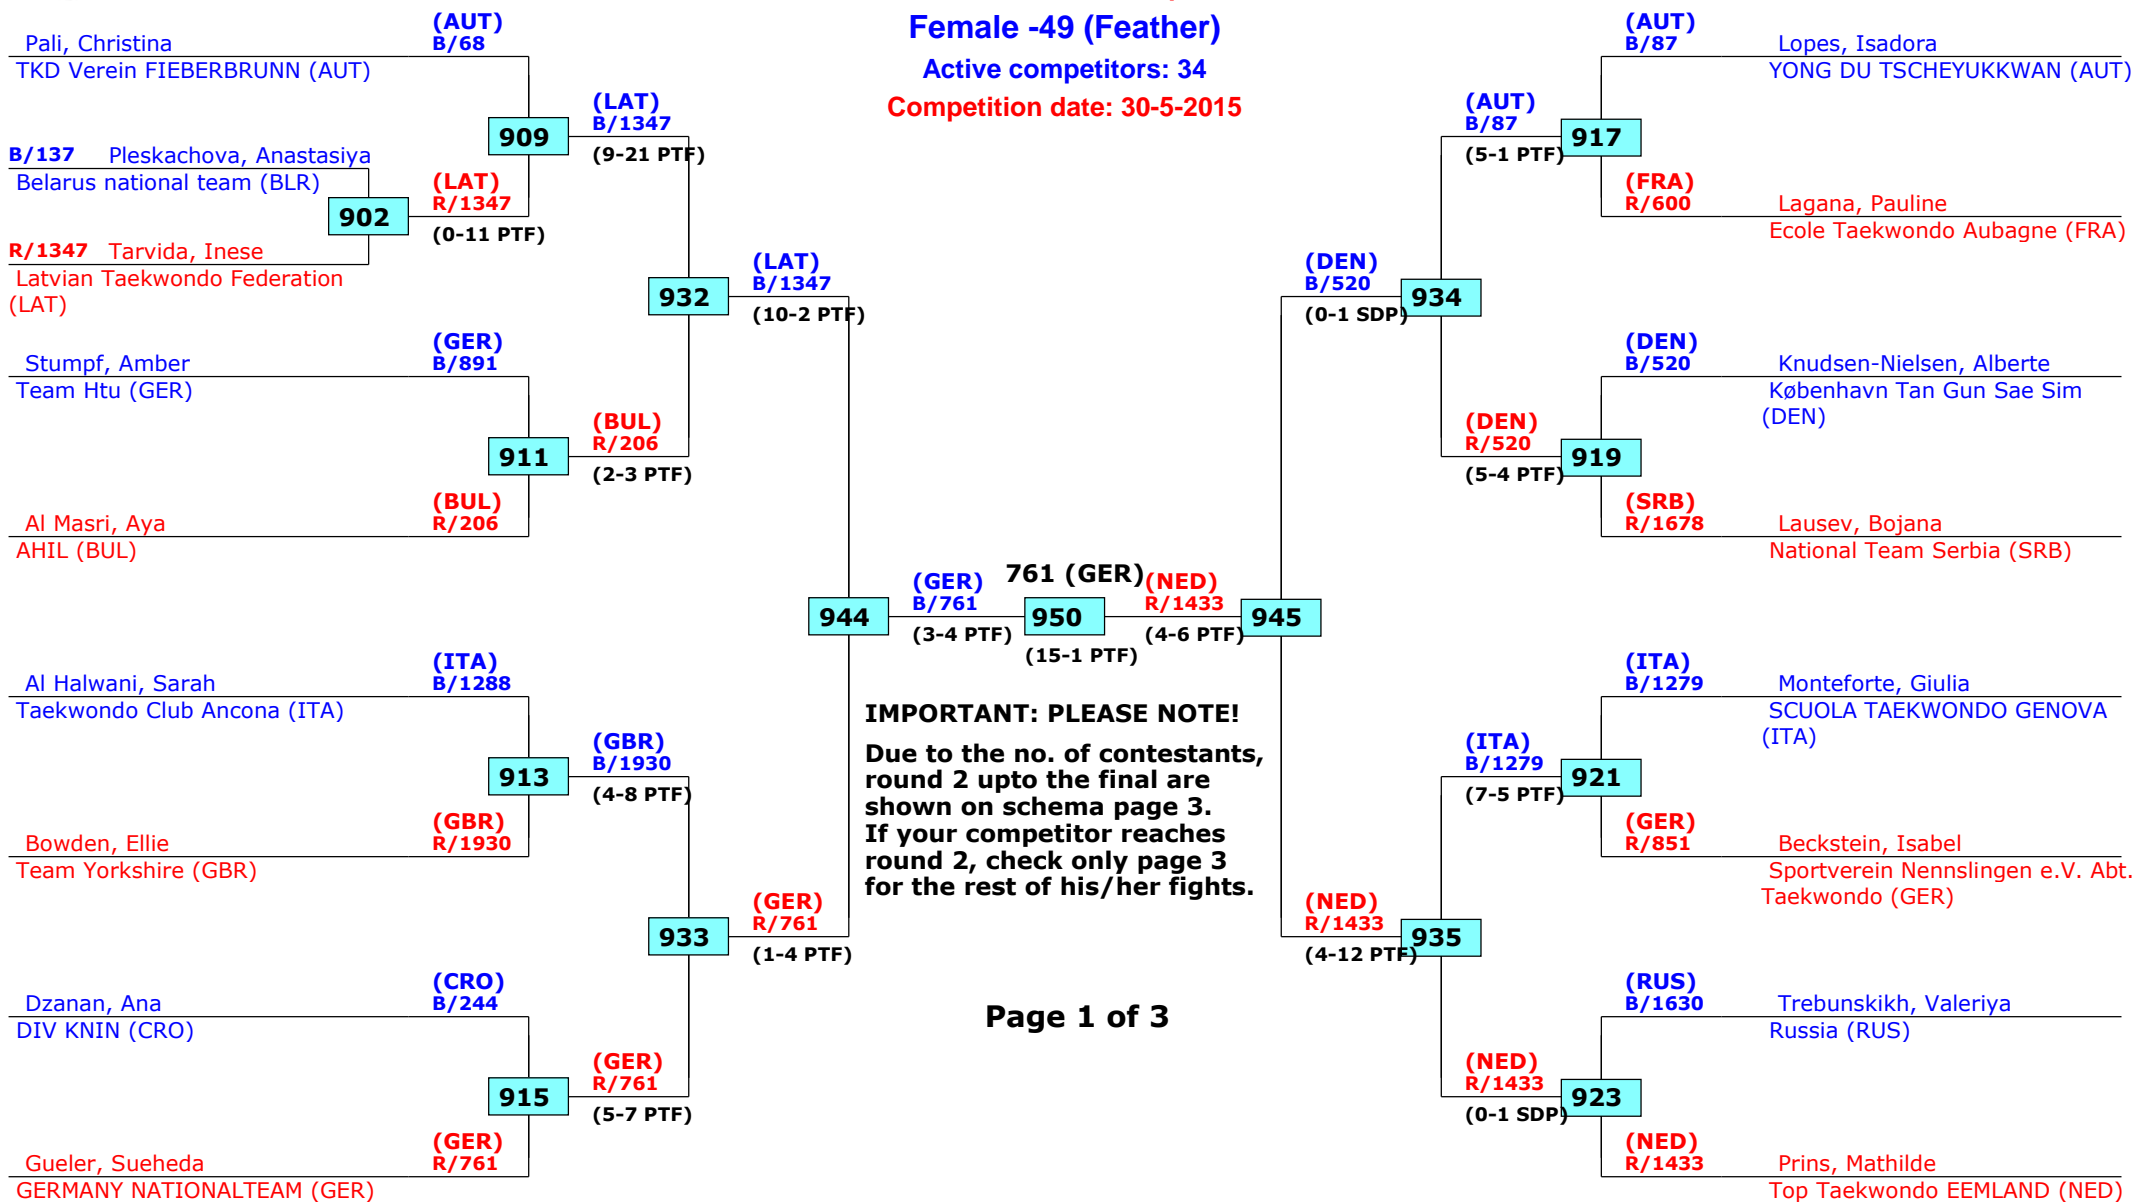 Female -49 (Feather)
Active competitors: 34
Competition date: 30-5-2015
(AUT)
B/68
Pali, Christina
TKD Verein FIEBERBRUNN (AUT)
909
(LAT)
B/1347
(9-21 PTF)
B/137 Pleskachova, Anastasiya
Belarus national team (BLR)
902
(LAT)
R/1347
(0-11 PTF)
R/1347 Tarvida, Inese
Latvian Taekwondo Federation
(LAT)
932
(LAT)
B/1347
(10-2 PTF)
(GER)
B/891
Stumpf, Amber
Team Htu (GER)
911
(BUL)
R/206
(2-3 PTF)
(BUL)
R/206
Al Masri, Aya
AHIL (BUL)
944
(GER)
B/761
(3-4 PTF)
761 (GER)
950
(15-1 PTF)
(NED)
R/1433
(4-6 PTF)
945
(ITA)
B/1288
Al Halwani, Sarah
Taekwondo Club Ancona (ITA)
913
(GBR)
B/1930
(4-8 PTF)
(GBR)
R/1930
Bowden, Ellie
Team Yorkshire (GBR)
933
(GER)
R/761
(1-4 PTF)
(CRO)
B/244
Dzanan, Ana
DIV KNIN (CRO)
915
(GER)
R/761
(5-7 PTF)
(GER)
R/761
Gueler, Sueheda
GERMANY NATIONALTEAM (GER)
IMPORTANT: PLEASE NOTE!
Due to the no. of contestants,
round 2 upto the final are
shown on schema page 3.
If your competitor reaches
round 2, check only page 3
for the rest of his/her fights.
Page 1 of 3
(AUT)
B/87
Lopes, Isadora
YONG DU TSCHEYUKKWAN (AUT)
(AUT)
B/87
(5-1 PTF)
917
(FRA)
R/600
Lagana, Pauline
Ecole Taekwondo Aubagne (FRA)
(DEN)
B/520
(0-1 SDP)
934
(DEN)
B/520
Knudsen-Nielsen, Alberte
København Tan Gun Sae Sim
(DEN)
(DEN)
R/520
(5-4 PTF)
919
(SRB)
R/1678
Lausev, Bojana
National Team Serbia (SRB)
(ITA)
B/1279
Monteforte, Giulia
SCUOLA TAEKWONDO GENOVA
(ITA)
(ITA)
B/1279
(7-5 PTF)
921
(GER)
R/851
Beckstein, Isabel
Sportverein Nennslingen e.V. Abt.
Taekwondo (GER)
(NED)
R/1433
(4-12 PTF)
935
(RUS)
B/1630
Trebunskikh, Valeriya
Russia (RUS)
(NED)
R/1433
(0-1 SDP)
923
(NED)
R/1433
Prins, Mathilde
Top Taekwondo EEMLAND (NED)